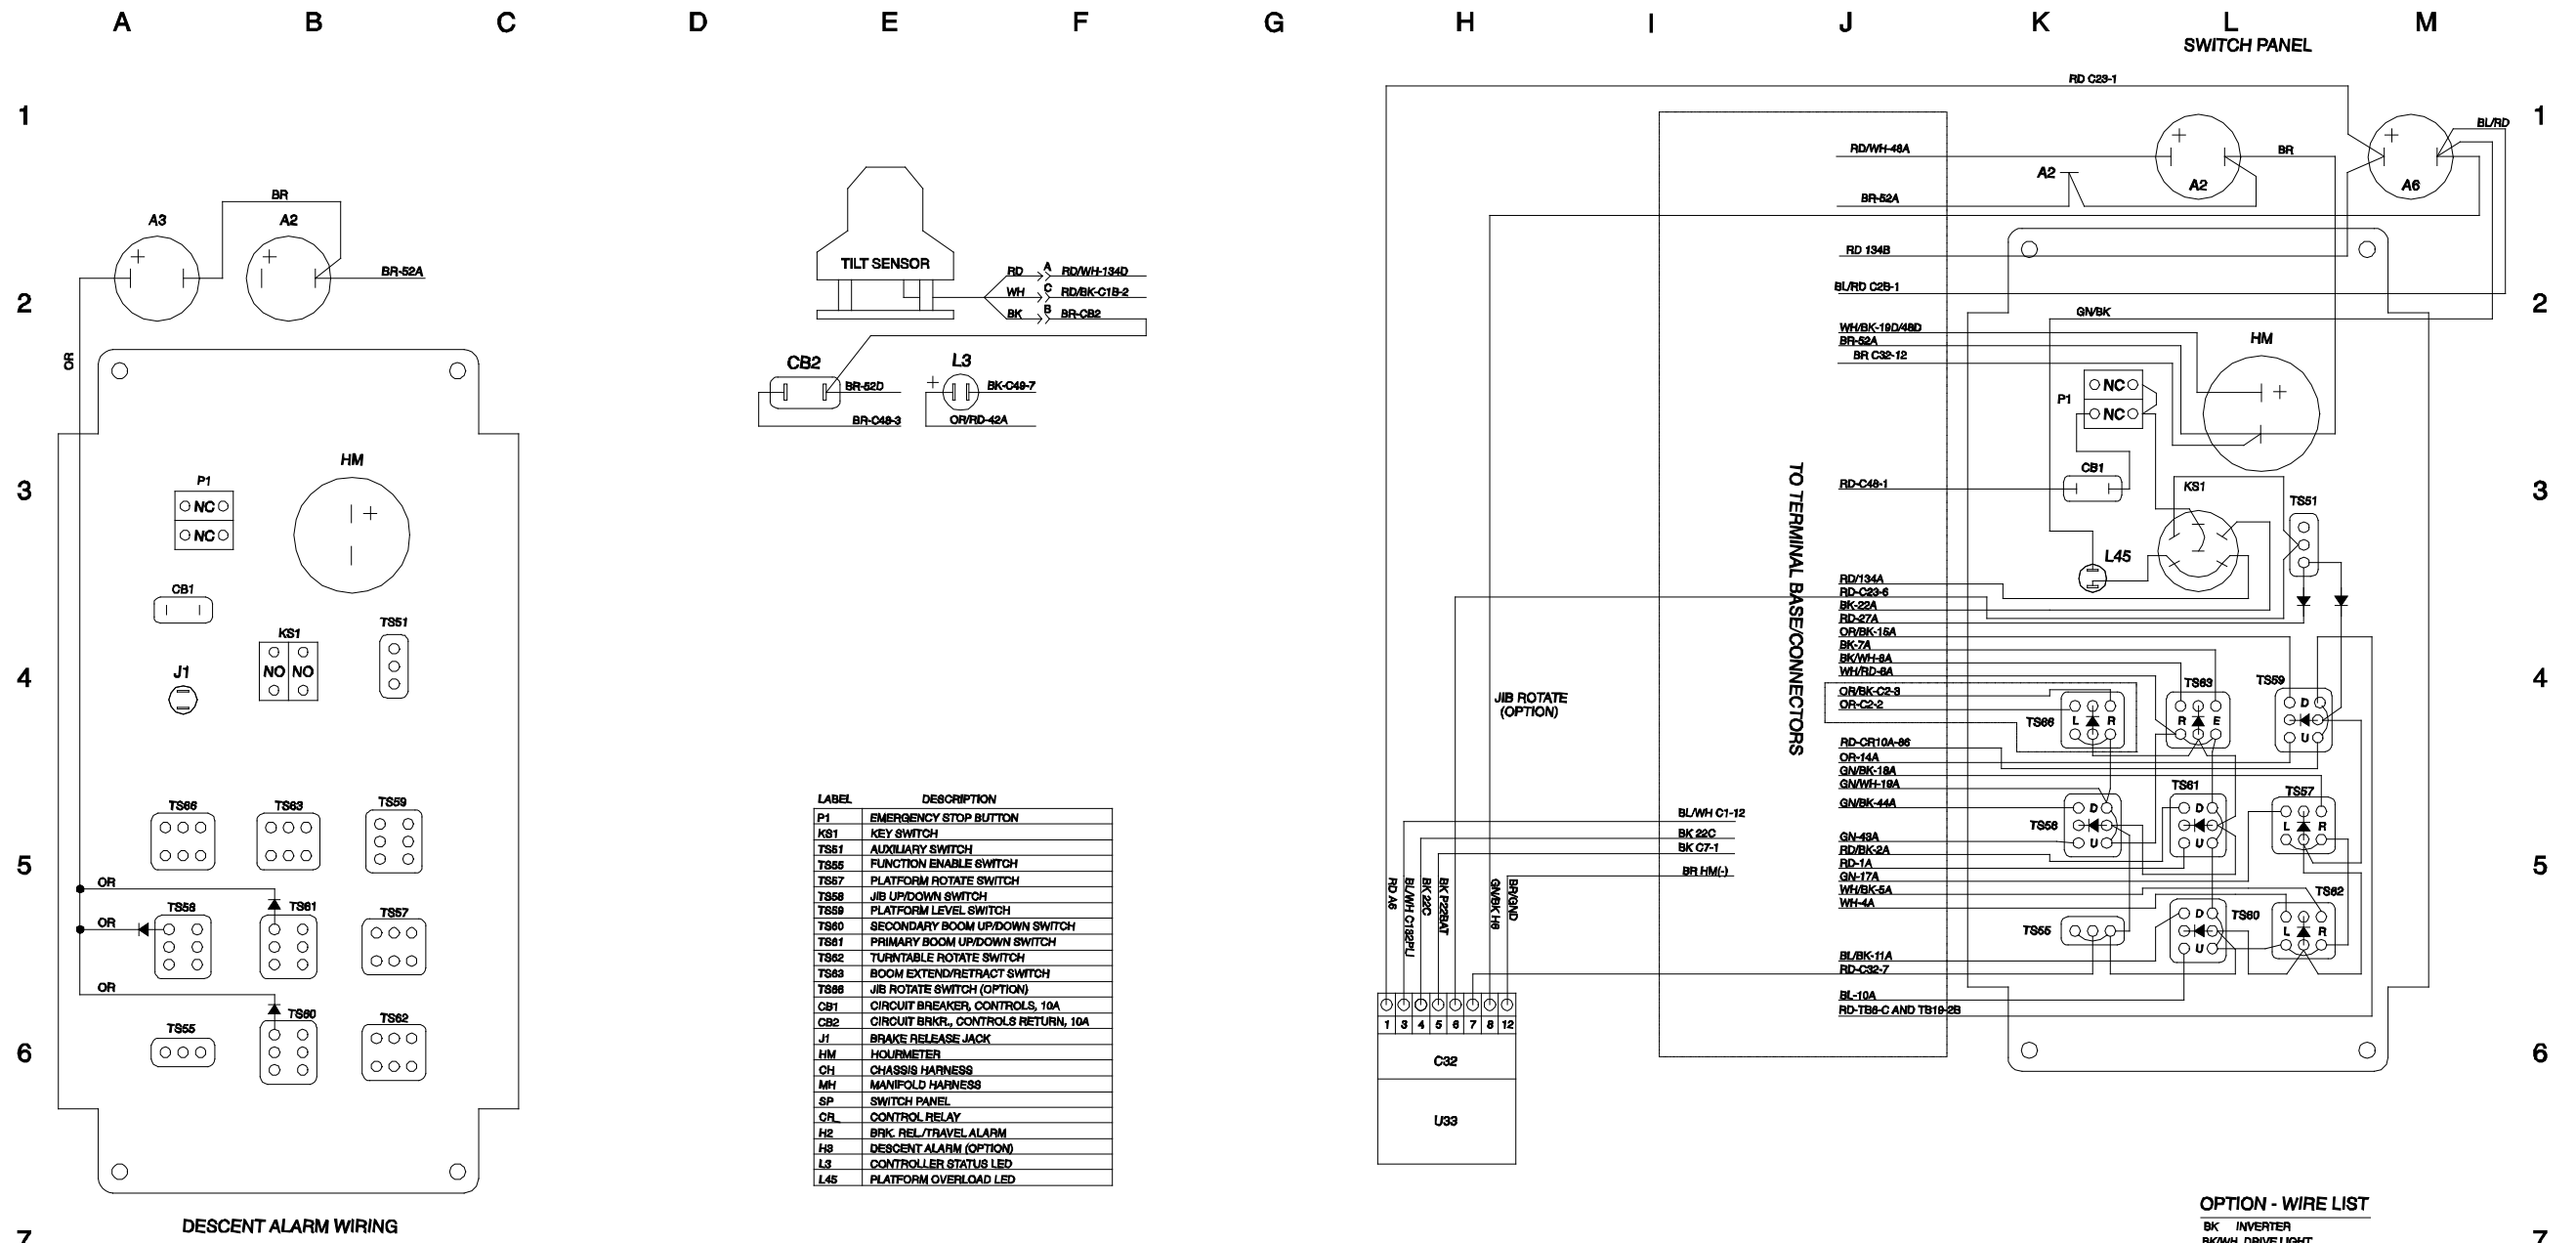 A B C D E F G H I J K L M
SWITCH PANEL
1 1
2 2
3 3
4 4
5 5
6 6
7 7
BR
A3 A2
+ +
BR-52A
OR
HM
P1
NC
NC
+
CB1
KS1
NO NO
TS51
J1
TS66 TS63 TS59
OR
OR
TS58 TS61 TS57
OR
TS55 TS60 TS62
DESCENT ALARM WIRING
TILT SENSOR
RD A RD/WH-134D
WH C RD/BK-C1B-2
BK B BR-CB2
CB2
BR-52D
BR-C48-3
L3
+
BK-C49-7
OR/RD-42A
LABEL DESCRIPTION
P1 EMERGENCY STOP BUTTON
KS1 KEY SWITCH
TS51 AUXILIARY SWITCH
TS55 FUNCTION ENABLE SWITCH
TS57 PLATFORM ROTATE SWITCH
TS58 JIB UP/DOWN SWITCH
TS59 PLATFORM LEVEL SWITCH
TS60 SECONDARY BOOM UP/DOWN SWITCH
TS61 PRIMARY BOOM UP/DOWN SWITCH
TS62 TURNTABLE ROTATE SWITCH
TS63 BOOM EXTEND/RETRACT SWITCH
TS66 JIB ROTATE SWITCH (OPTION)
CB1 CIRCUIT BREAKER, CONTROLS, 10A
CB2 CIRCUIT BRKR., CONTROLS RETURN, 10A
J1 BRAKE RELEASE JACK
HM HOURMETER
CH CHASSIS HARNESS
MH MANIFOLD HARNESS
SP SWITCH PANEL
CR_ CONTROL RELAY
H2 BRK. REL./TRAVEL ALARM
H3 DESCENT ALARM (OPTION)
L3 CONTROLLER STATUS LED
L45 PLATFORM OVERLOAD LED
JIB ROTATE
(OPTION)
BL/WH C1-12
BK 22C
BK C7-1
BR HM(-)
RD A6
BL/WH C132PLI
BK 22C
BK P22BAT
GN/BK H6
BR/GND
1 3 4 5 6 7 8 12
C32
U33
TO TERMINAL BASE/CONNECTORS
RD C23-1
BL/RD
RD/WH-48A
+ BR +
A2
A2 A6
BR-52A
RD 134B
BL/RD C2B-1
GN/BK
WH/BK-19D/48D
BR-52A
BR C32-12
HM
+
P1
NC
NC
CB1
RD-C48-1
KS1
TS51
L45
RD/134A
RD-C23-6
BK-22A
RD-27A
OR/BK-15A
BK-7A
BK/WH-8A
WH/RD-6A
OR/BK-C2-3
OR-C2-2
TS66 L R
TS63 R E
TS59 D U
RD-CR10A-86
OR-14A
GN/BK-18A
GN/WH-19A
GN/BK-44A
TS58 D U
TS61 D U
TS57 L R
GN-43A
RD/BK-2A
RD-1A
GN-17A
WH/BK-5A
WH-4A
TS55
TS60 D U
TS62 L R
BL/BK-11A
RD-C32-7
BL-10A
RD-TB6-C AND TB19-2B
OPTION - WIRE LIST
BK INVERTER
BK/WH DRIVE LIGHT